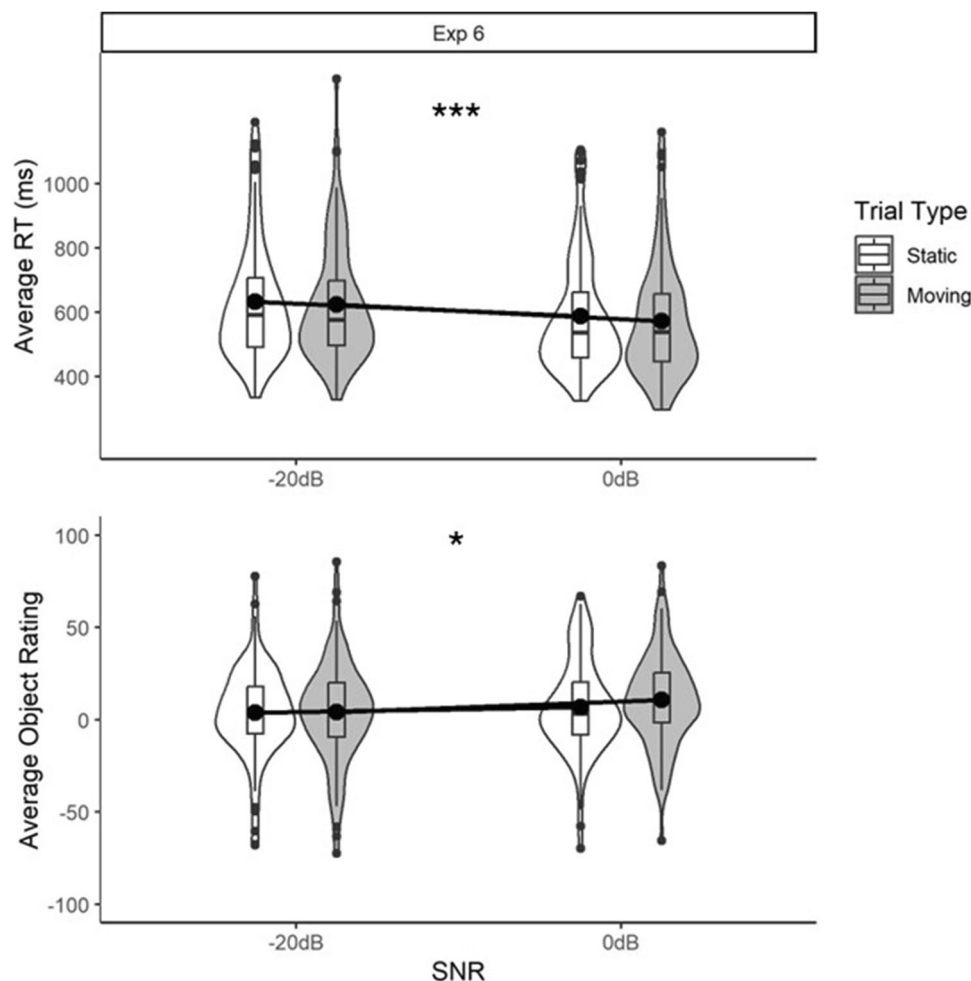 Exp 6
***
Average RT (ms)
1000
800
600
400
-20dB
0dB
Trial Type
Static
Moving
*
Average Object Rating
100
50
0
-50
-100
-20dB
0dB
SNR